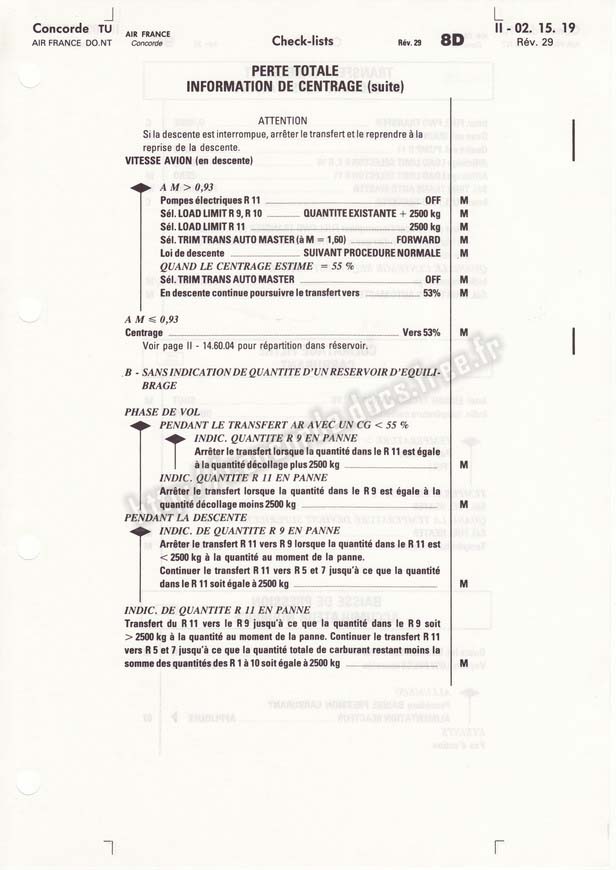 Concorde TU
AIR FRANCE DO.NT
AIR FRANCE
Concorde
Check-lists
Rév. 29
8D
II - 02. 15. 19
Rév. 29
PERTE TOTALE
INFORMATION DE CENTRAGE (suite)
ATTENTION
Si la descente est interrompue, arrêter le transfert et le reprendre à la
reprise de la descente.
VITESSE AVION (en descente)
A M > 0,93
Pompes électriques R 11 OFF M
Sél. LOAD LIMIT R 9, R 10 QUANTITE EXISTANTE + 2500 kg M
Sél. LOAD LIMIT R 11 2500 kg M
Sél. TRIM TRANS AUTO MASTER (à M = 1,60) FORWARD M
Loi de descente SUIVANT PROCEDURE NORMALE M
QUAND LE CENTRAGE ESTIME = 55 %
Sél. TRIM TRANS AUTO MASTER OFF M
En descente continue poursuivre le transfert vers 53% M
A M ≤ 0,93
Centrage Vers 53% M
Voir page II - 14.60.04 pour répartition dans réservoir.
B - SANS INDICATION DE QUANTITE D'UN RESERVOIR D'EQUILI-
BRAGE
PHASE DE VOL
PENDANT LE TRANSFERT AR AVEC UN CG < 55 %
INDIC. QUANTITE R 9 EN PANNE
Arrêter le transfert lorsque la quantité dans le R 11 est égale
à la quantité décollage plus 2500 kg M
INDIC. QUANTITE R 11 EN PANNE
Arrêter le transfert lorsque la quantité dans le R 9 est égale à la
quantité décollage moins 2500 kg M
PENDANT LA DESCENTE
INDIC. DE QUANTITE R 9 EN PANNE
Arrêter le transfert R 11 vers R 9 lorsque la quantité dans le R 11 est
< 2500 kg à la quantité au moment de la panne.
Continuer le transfert R 11 vers R 5 et 7 jusqu'à ce que la quantité
dans le R 11 soit égale à 2500 kg M
INDIC. DE QUANTITE R 11 EN PANNE
Transfert du R 11 vers le R 9 jusqu'à ce que la quantité dans le R 9 soit
> 2500 kg à la quantité au moment de la panne. Continuer le transfert R 11
vers R 5 et 7 jusqu'à ce que la quantité totale de carburant restant moins la
somme des quantités des R 1 à 10 soit égale à 2500 kg M